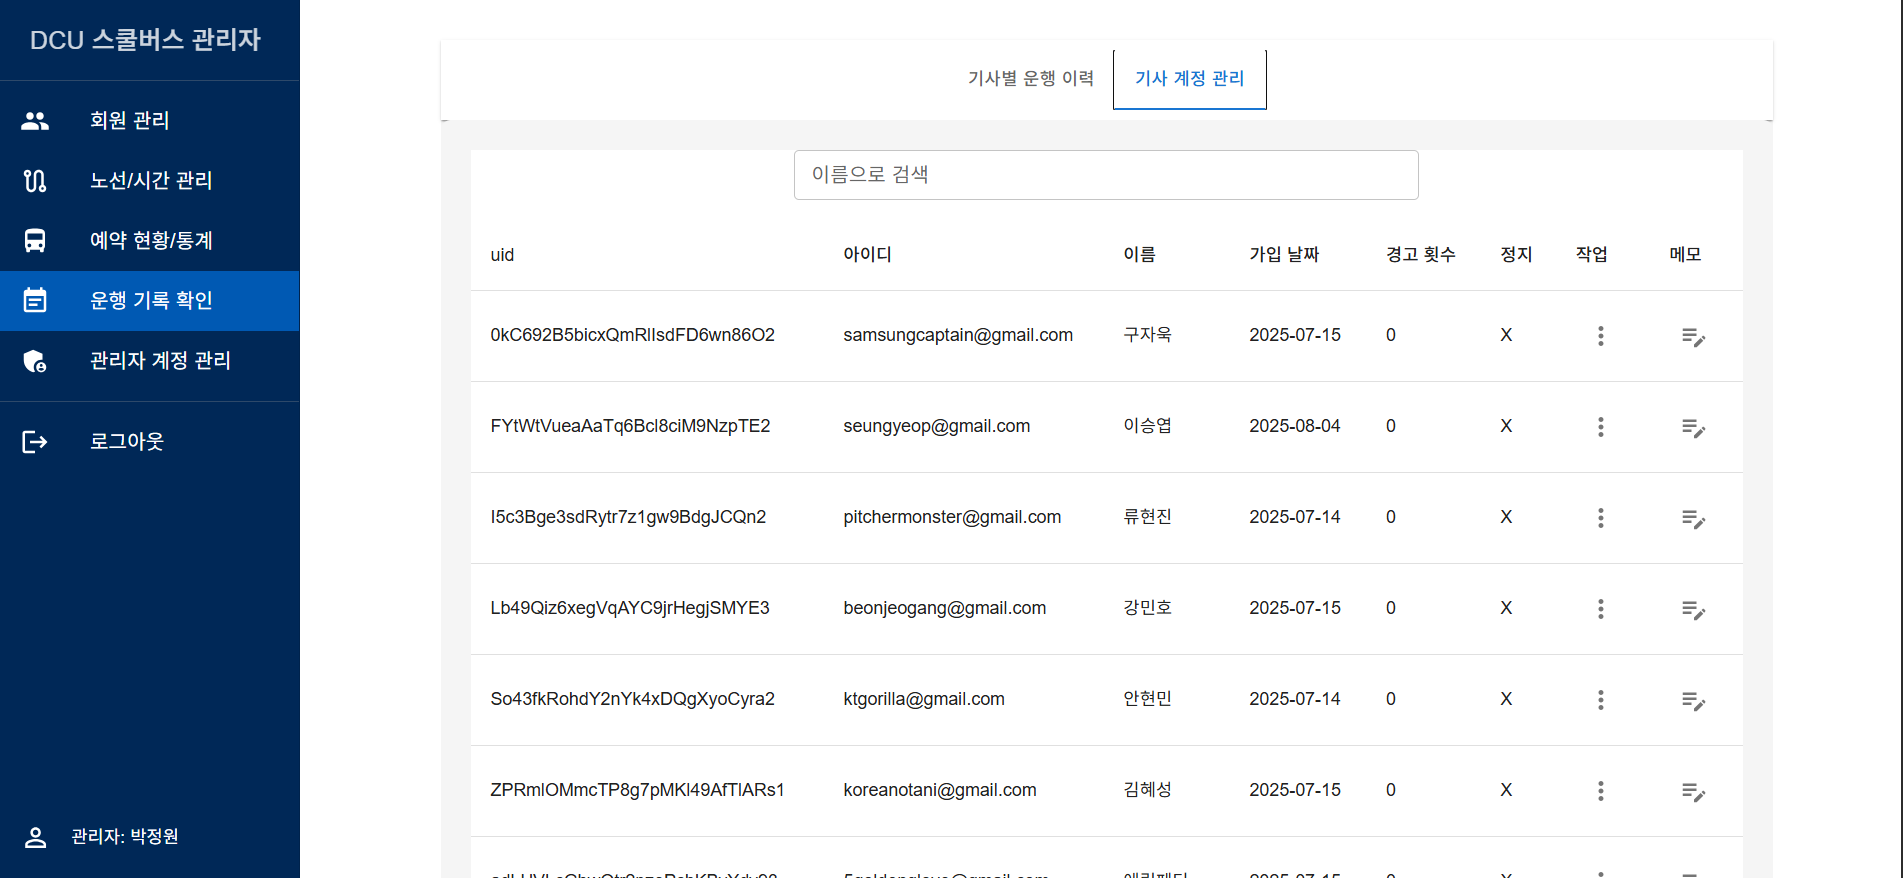 DCU 스쿨버스 관리자
회원 관리
노선/시간 관리
예약 현황/통계
운행 기록 확인
관리자 계정 관리
로그아웃
관리자: 박정원
기사별 운행 이력 기사 계정 관리
이름으로 검색
uid 아이디 이름 가입 날짜 경고 횟수 정지 작업 메모
0kC692B5bicxQmRlIsdFD6wn86O2 samsungcaptain@gmail.com 구자욱 2025-07-15 0 X
FYtWtVueaAaTq6Bcl8ciM9NzpTE2 seungyeop@gmail.com 이승엽 2025-08-04 0 X
I5c3Bge3sdRytr7z1gw9BdgJCQn2 pitchermonster@gmail.com 류현진 2025-07-14 0 X
Lb49Qiz6xegVqAYC9jrHegjSMYE3 beonjeogang@gmail.com 강민호 2025-07-15 0 X
So43fkRohdY2nYk4xDQgXyoCyra2 ktgorilla@gmail.com 안현민 2025-07-14 0 X
ZPRmlOMmcTP8g7pMKl49AfTlARs1 koreanotani@gmail.com 김혜성 2025-07-15 0 X
2025-07-15 0 X